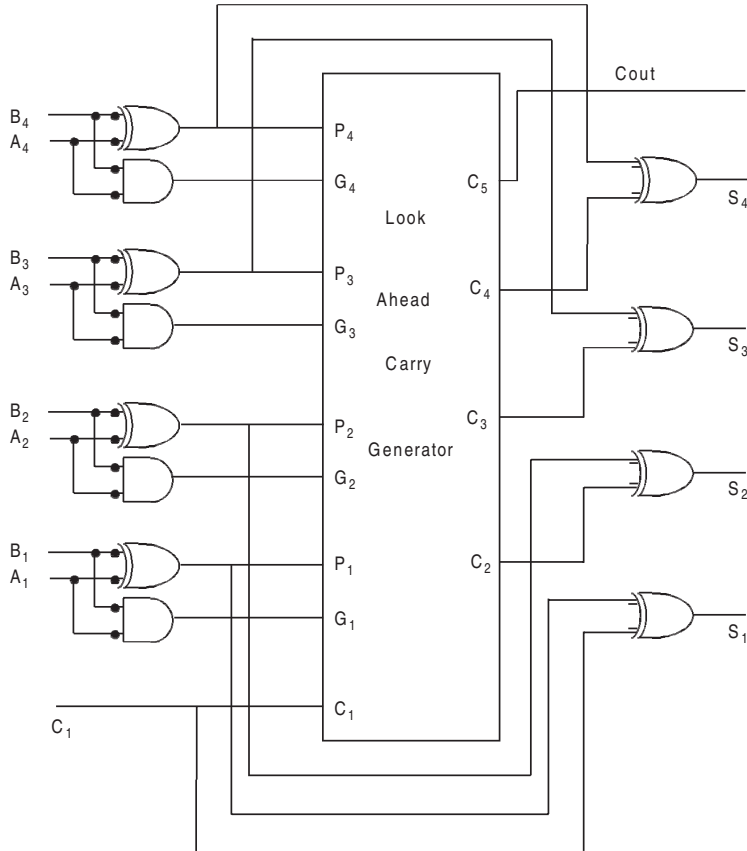 Cout
B₄
A₄
P₄
G₄
C₅
S₄
Look
B₃
A₃
P₃
C₄
Ahead
G₃
S₃
Carry
B₂
A₂
P₂
C₃
Generator
G₂
S₂
B₁
A₁
P₁
C₂
G₁
S₁
C₁
C₁